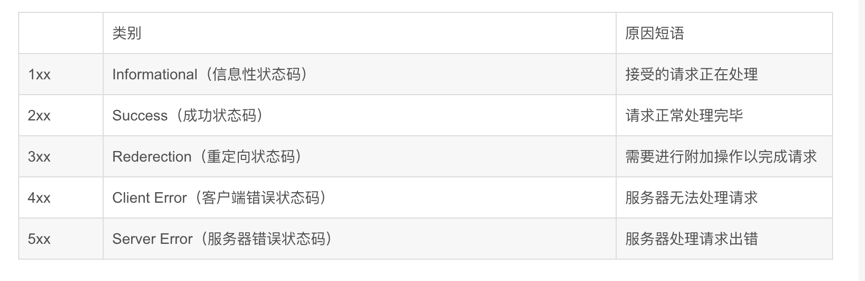 类别 原因短语
1xx Informational（信息性状态码） 接受的请求正在处理
2xx Success（成功状态码） 请求正常处理完毕
3xx Rederection（重定向状态码） 需要进行附加操作以完成请求
4xx Client Error（客户端错误状态码） 服务器无法处理请求
5xx Server Error（服务器错误状态码） 服务器处理请求出错